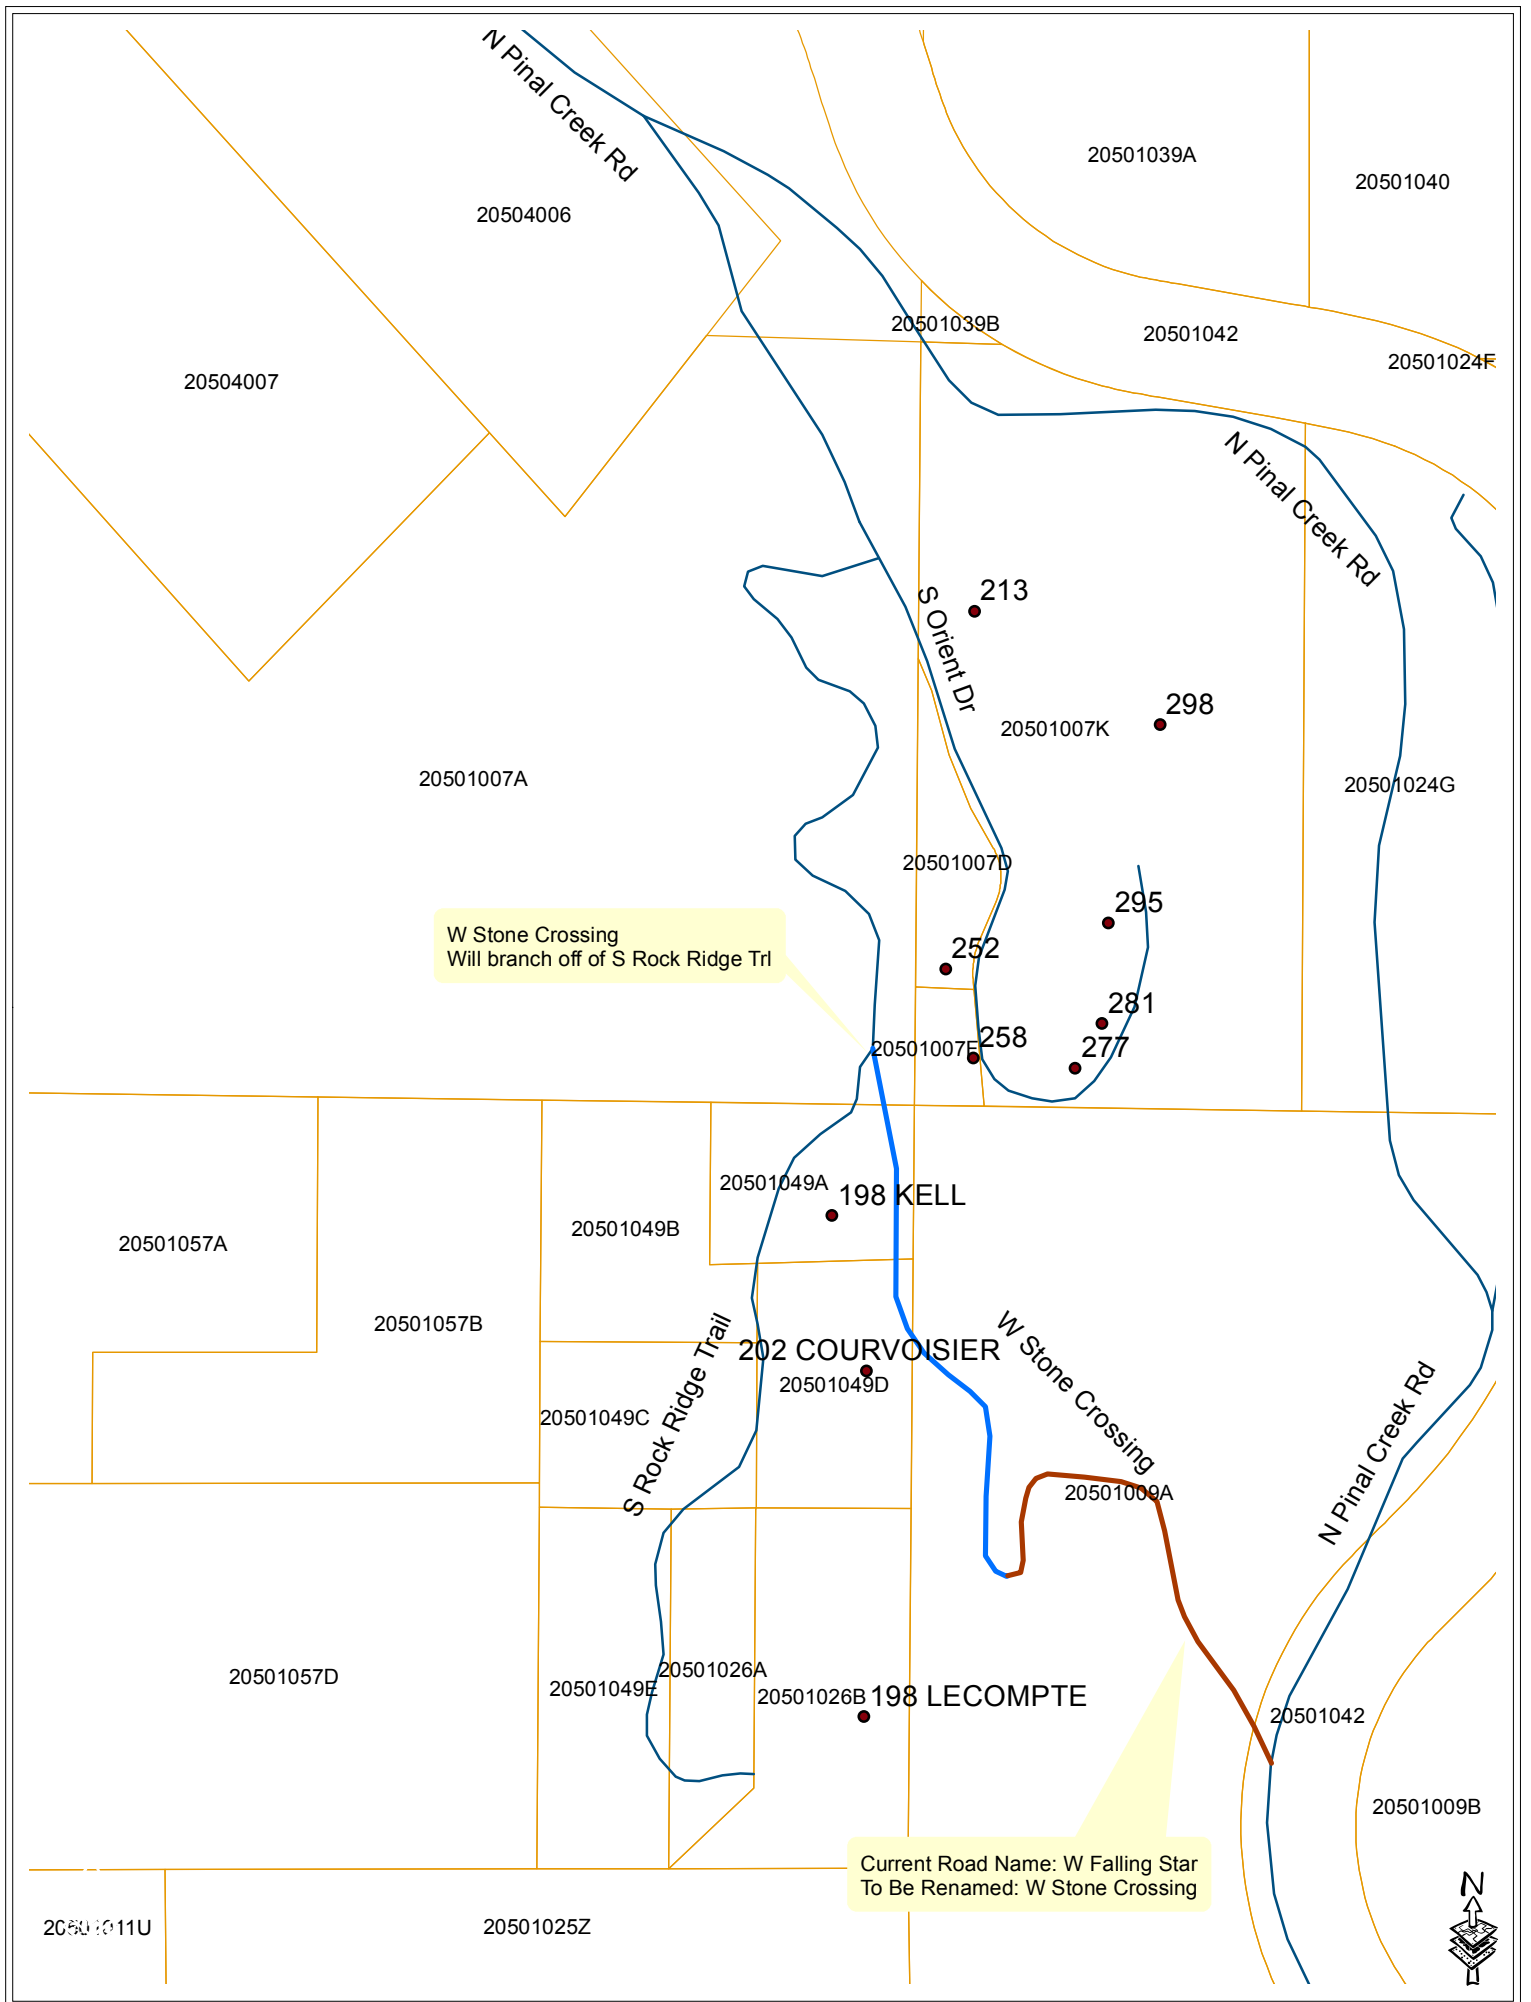 N Pinal Creek Rd
20501039A
20501040
20504006
20501039B
20501042
20501024F
20504007
N Pinal Creek Rd
213
S Orient Dr
298
20501007K
20501007A
20501024G
20501007D
295
W Stone Crossing
Will branch off of S Rock Ridge Trl
252
281
258
20501007F
277
20501049A
198 KELL
20501049B
20501057A
20501057B
W Stone Crossing
202 COURVOISIER
20501049D
S Rock Ridge Trail
20501049C
N Pinal Creek Rd
20501009A
20501057D
20501026A
20501049E
20501026B
198 LECOMPTE
20501042
20501009B
Current Road Name: W Falling Star
To Be Renamed: W Stone Crossing
N
20501025Z